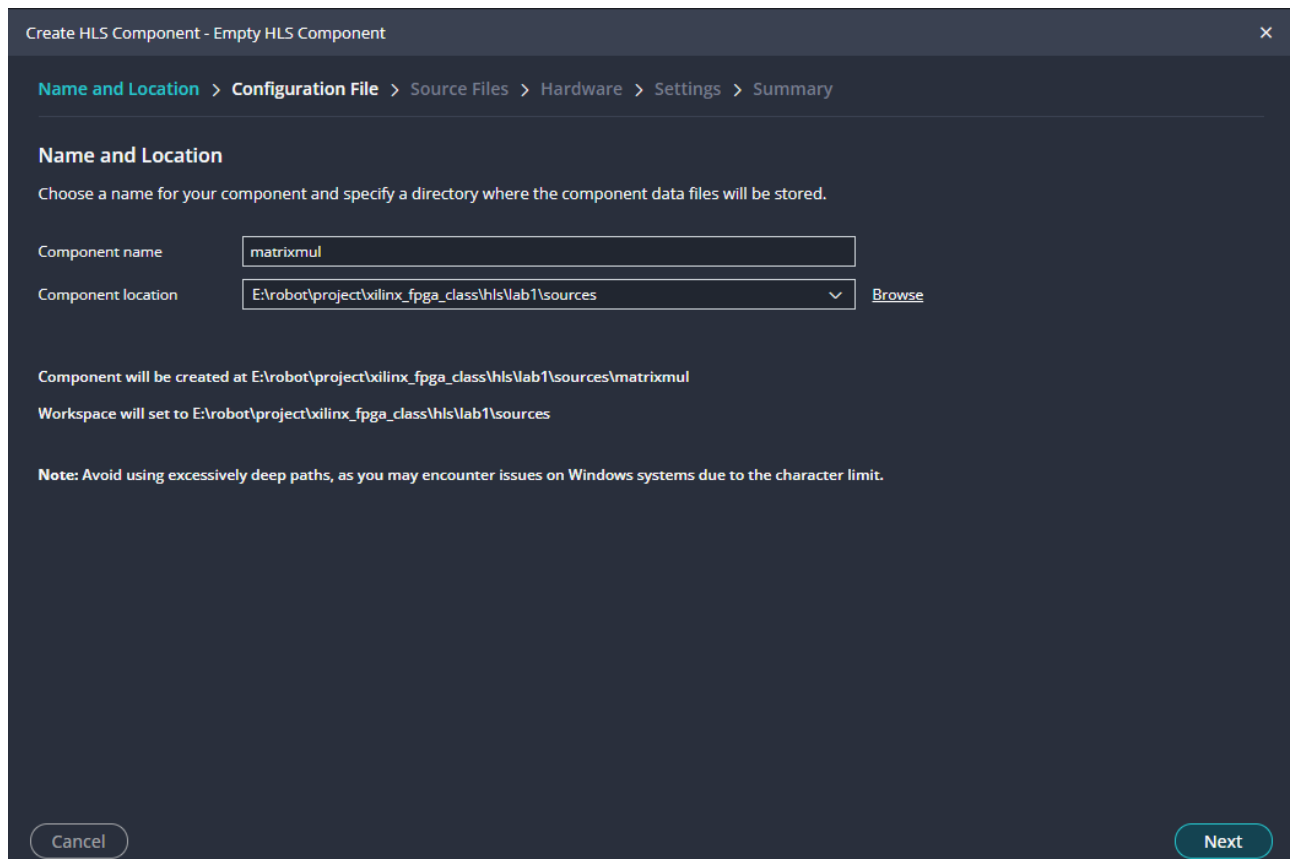 Create HLS Component - Empty HLS Component
Name and Location > Configuration File > Source Files > Hardware > Settings > Summary
Name and Location
Choose a name for your component and specify a directory where the component data files will be stored.
Component name matrixmul
Component location E:\robot\project\xilinx_fpga_class\hls\lab1\sources Browse
Component will be created at E:\robot\project\xilinx_fpga_class\hls\lab1\sources\matrixmul
Workspace will set to E:\robot\project\xilinx_fpga_class\hls\lab1\sources
Note: Avoid using excessively deep paths, as you may encounter issues on Windows systems due to the character limit.
Cancel Next